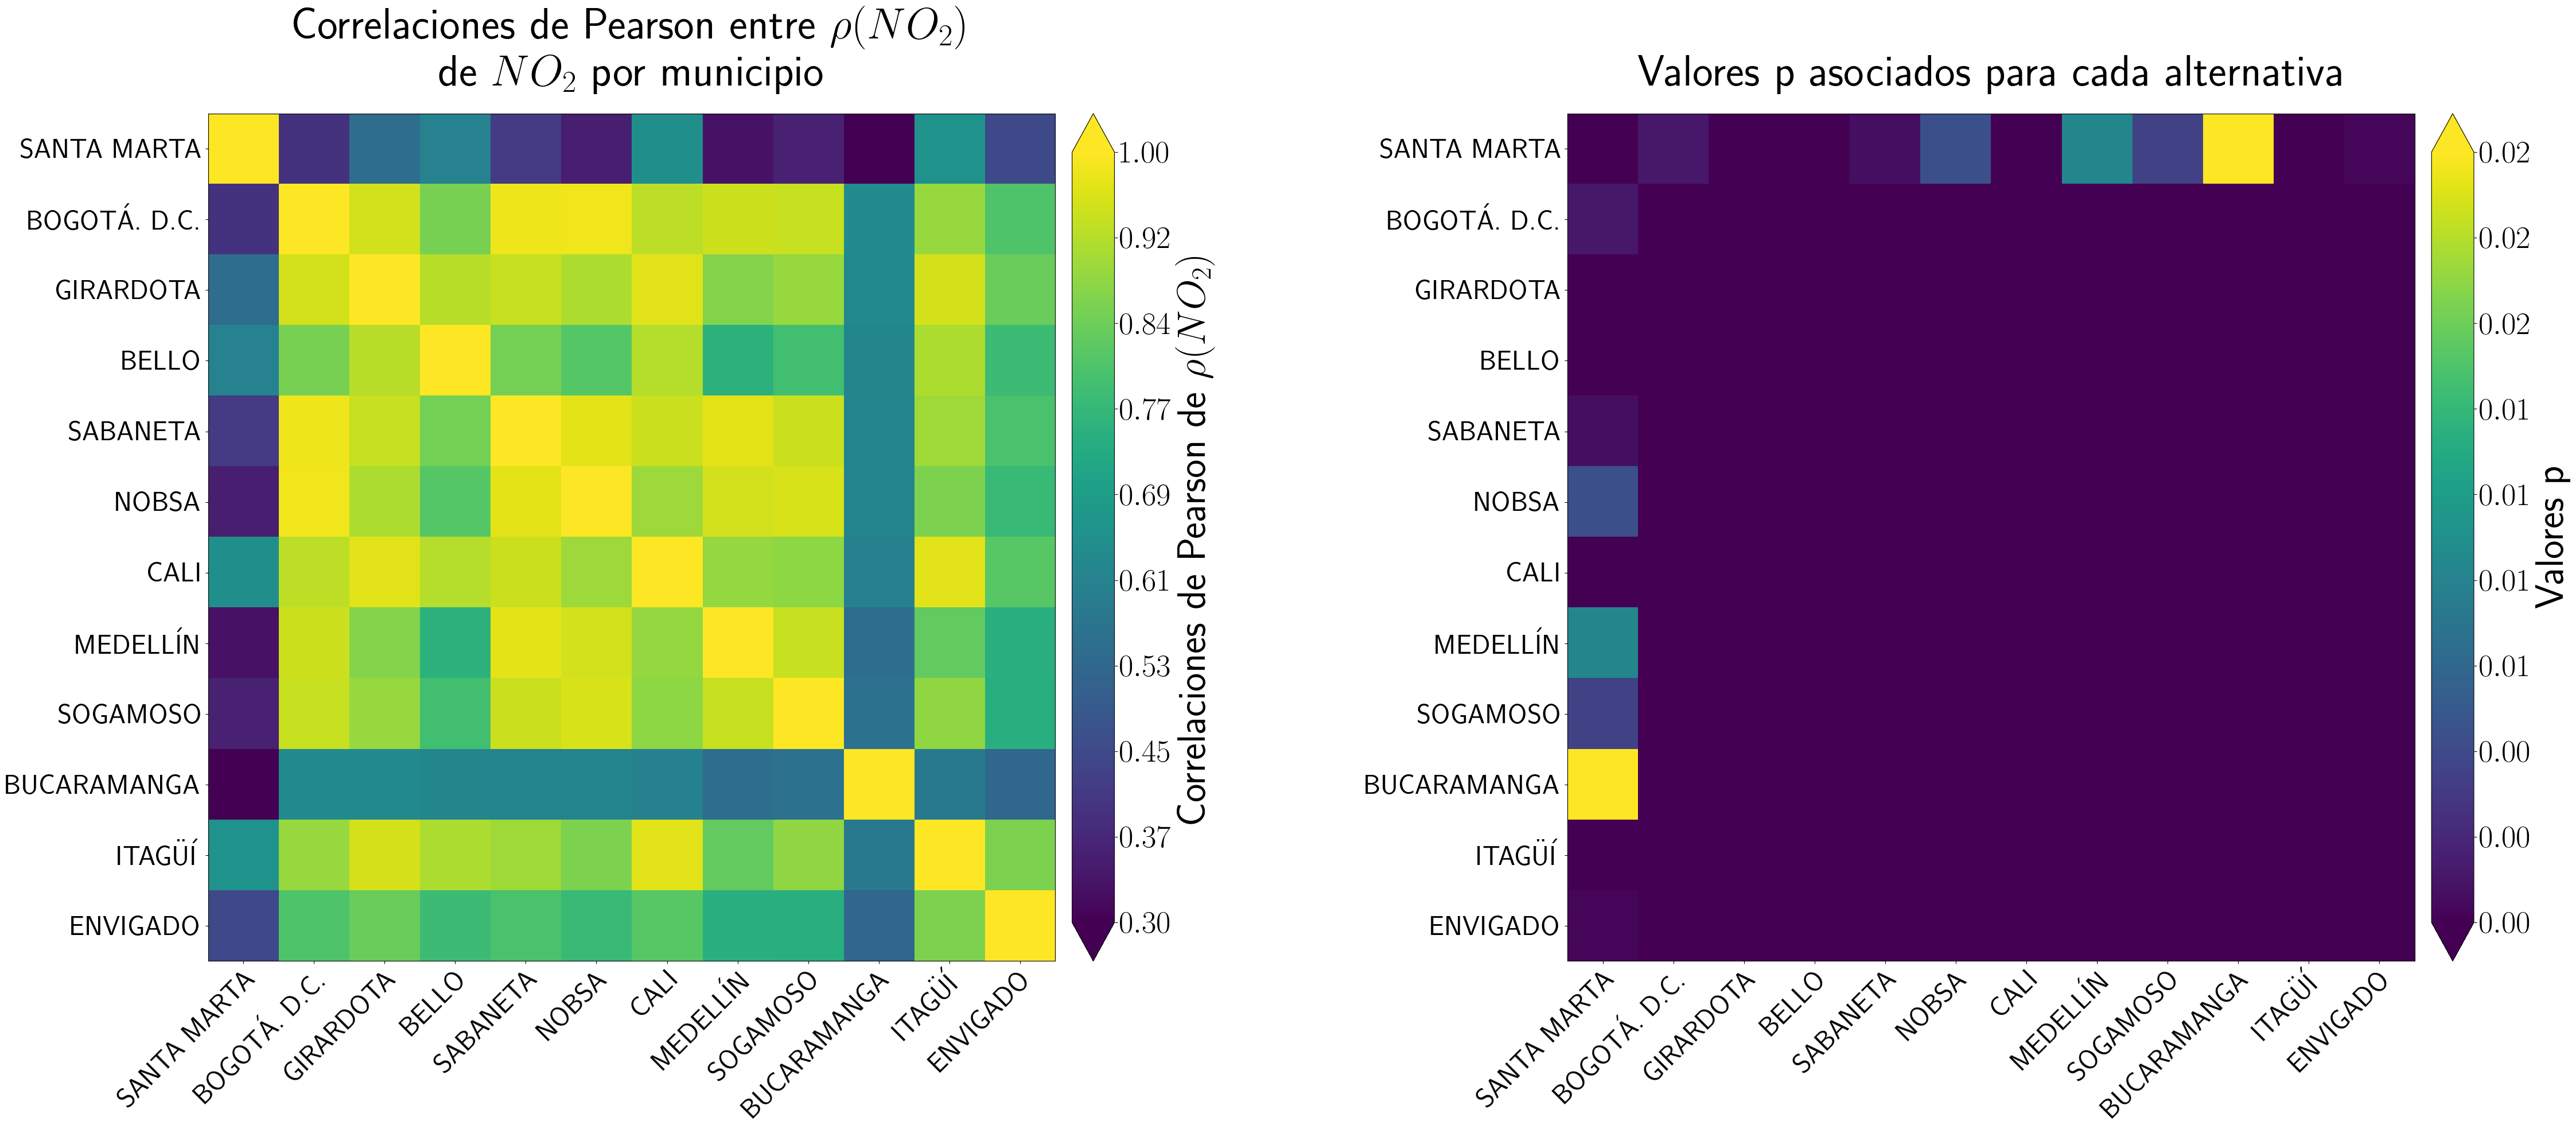 Correlaciones de Pearson entre ρ(NO₂)
de NO₂ por municipio
SANTA MARTA
BOGOTÁ. D.C.
GIRARDOTA
BELLO
SABANETA
NOBSA
CALI
MEDELLÍN
SOGAMOSO
BUCARAMANGA
ITAGÜÍ
ENVIGADO
SANTA MARTA
BOGOTÁ. D.C.
GIRARDOTA
BELLO
SABANETA
NOBSA
CALI
MEDELLÍN
SOGAMOSO
BUCARAMANGA
ITAGÜÍ
ENVIGADO
1.00
0.92
0.84
0.77
0.69
0.61
0.53
0.45
0.37
0.30
Correlaciones de Pearson de ρ(NO₂)
Valores p asociados para cada alternativa
SANTA MARTA
BOGOTÁ. D.C.
GIRARDOTA
BELLO
SABANETA
NOBSA
CALI
MEDELLÍN
SOGAMOSO
BUCARAMANGA
ITAGÜÍ
ENVIGADO
SANTA MARTA
BOGOTÁ. D.C.
GIRARDOTA
BELLO
SABANETA
NOBSA
CALI
MEDELLÍN
SOGAMOSO
BUCARAMANGA
ITAGÜÍ
ENVIGADO
0.02
0.02
0.02
0.01
0.01
0.01
0.01
0.00
0.00
0.00
Valores p